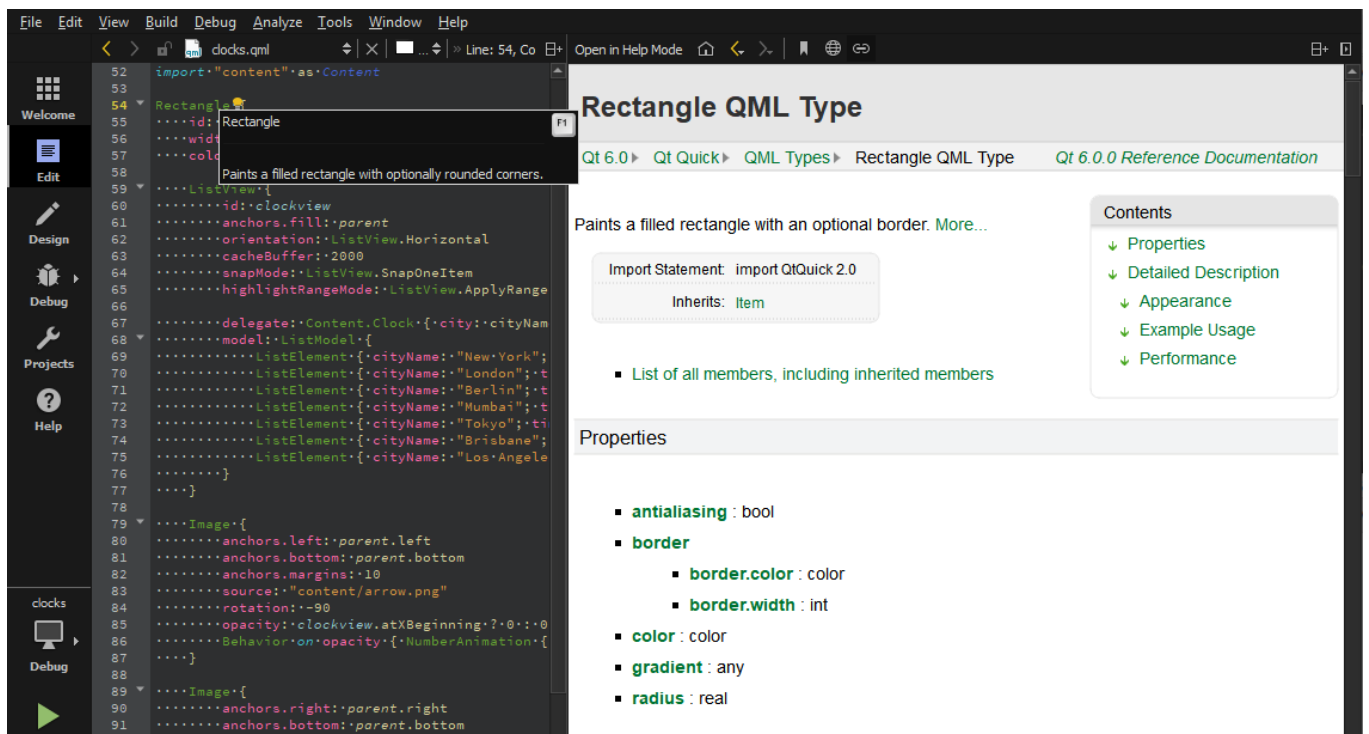 File Edit View Build Debug Analyze Tools Window Help
clocks.qml ... » Line: 54, Co Open in Help Mode
Welcome
Edit
Design
Debug
Projects
Help
clocks
Debug
52 import·"content"·as·Content
53
54 Rectangle
55 ····id:
56 ····widt
57 ····colo
58
Rectangle
F1
Paints a filled rectangle with optionally rounded corners.
59 ····ListView·{
60 ········id:·clockview
61 ········anchors.fill:·parent
62 ········orientation:·ListView.Horizontal
63 ········cacheBuffer:·2000
64 ········snapMode:·ListView.SnapOneItem
65 ········highlightRangeMode:·ListView.ApplyRange
66
67 ········delegate:·Content.Clock·{·city:·cityNam
68 ········model:·ListModel·{
69 ············ListElement·{·cityName:·"New·York";
70 ············ListElement·{·cityName:·"London";·t
71 ············ListElement·{·cityName:·"Berlin";·t
72 ············ListElement·{·cityName:·"Mumbai";·t
73 ············ListElement·{·cityName:·"Tokyo";·ti
74 ············ListElement·{·cityName:·"Brisbane";
75 ············ListElement·{·cityName:·"Los·Angele
76 ········}
77 ····}
78
79 ····Image·{
80 ········anchors.left:·parent.left
81 ········anchors.bottom:·parent.bottom
82 ········anchors.margins:·10
83 ········source:·"content/arrow.png"
84 ········rotation:·-90
85 ········opacity:·clockview.atXBeginning·?·0·:·0
86 ········Behavior·on·opacity·{·NumberAnimation·{
87 ····}
88
89 ····Image·{
90 ········anchors.right:·parent.right
91 ········anchors.bottom:·parent.bottom
Rectangle QML Type
Qt 6.0 Qt Quick QML Types Rectangle QML Type Qt 6.0.0 Reference Documentation
Paints a filled rectangle with an optional border. More...
Import Statement: import QtQuick 2.0
Inherits: Item
Contents
Properties
Detailed Description
Appearance
Example Usage
Performance
List of all members, including inherited members
Properties
antialiasing : bool
border
border.color : color
border.width : int
color : color
gradient : any
radius : real